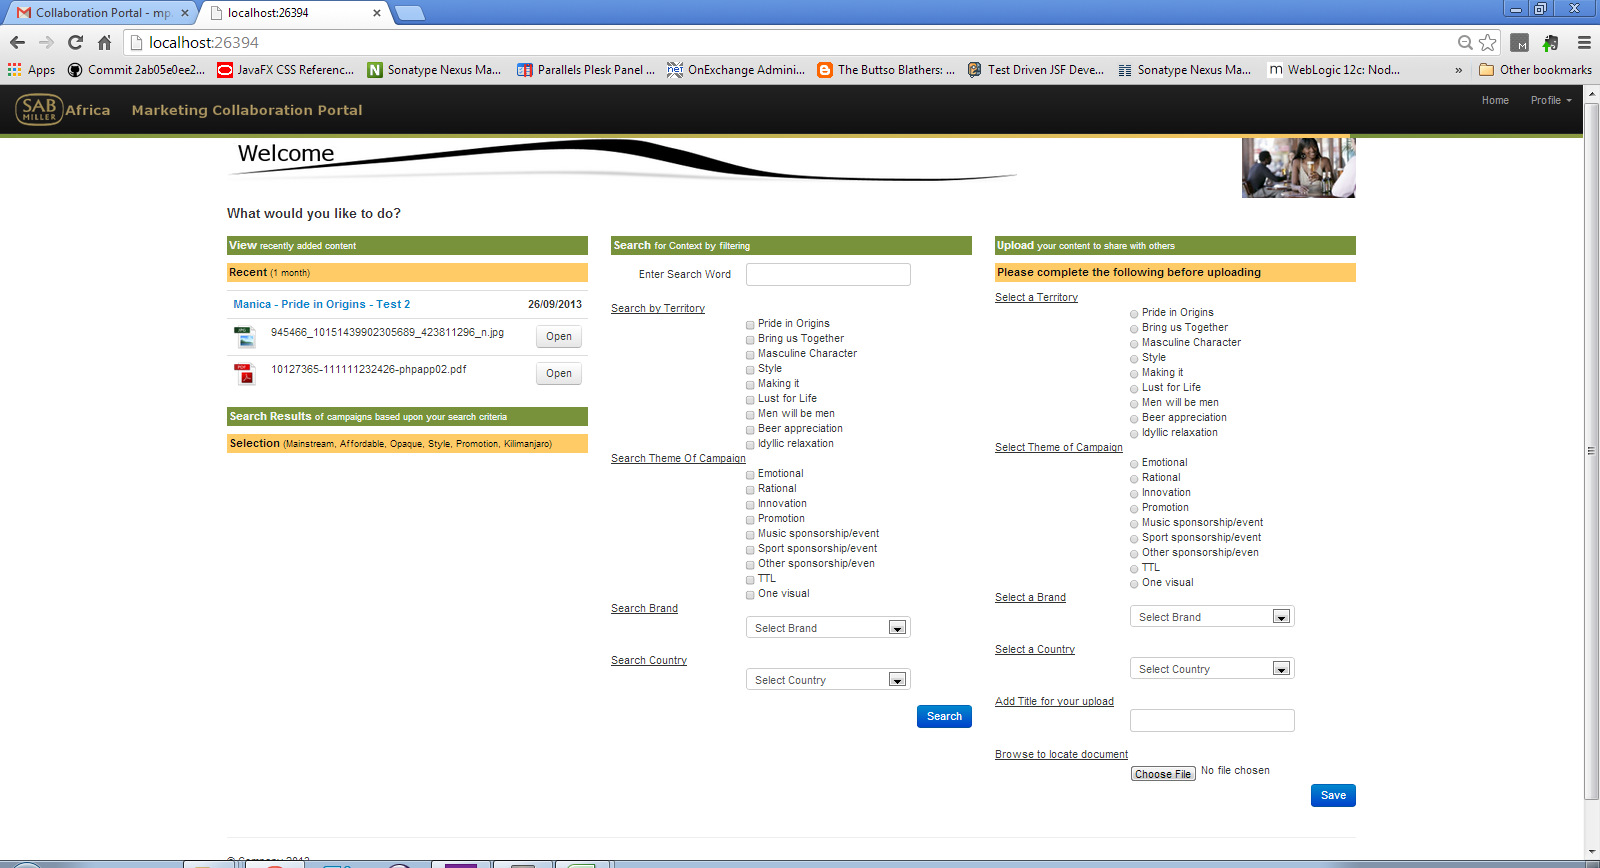 Collaboration Portal - mp
localhost:26394
localhost:26394
Apps
Commit 2ab05e0ee2...
JavaFX CSS Referenc...
Sonatype Nexus Ma...
Parallels Plesk Panel ...
OnExchange Admini...
The Buttso Blathers: ...
Test Driven JSF Deve...
Sonatype Nexus Ma...
WebLogic 12c: Nod...
» Other bookmarks
SAB MILLER Africa Marketing Collaboration Portal
Home Profile
Welcome
What would you like to do?
View recently added content
Recent (1 month)
Manica - Pride in Origins - Test 2 26/09/2013
945466_10151439902305689_423811296_n.jpg Open
10127365-111111232426-phpapp02.pdf Open
Search Results of campaigns based upon your search criteria
Selection (Mainstream, Affordable, Opaque, Style, Promotion, Kilimanjaro)
Search for Context by filtering
Enter Search Word
Search by Territory
Pride in Origins
Bring us Together
Masculine Character
Style
Making it
Lust for Life
Men will be men
Beer appreciation
Idyllic relaxation
Search Theme Of Campaign
Emotional
Rational
Innovation
Promotion
Music sponsorship/event
Sport sponsorship/event
Other sponsorship/even
TTL
One visual
Search Brand
Select Brand
Search Country
Select Country
Search
Upload your content to share with others
Please complete the following before uploading
Select a Territory
Pride in Origins
Bring us Together
Masculine Character
Style
Making it
Lust for Life
Men will be men
Beer appreciation
Idyllic relaxation
Select Theme of Campaign
Emotional
Rational
Innovation
Promotion
Music sponsorship/event
Sport sponsorship/event
Other sponsorship/even
TTL
One visual
Select a Brand
Select Brand
Select a Country
Select Country
Add Title for your upload
Browse to locate document
Choose File No file chosen
Save
© Company 2013